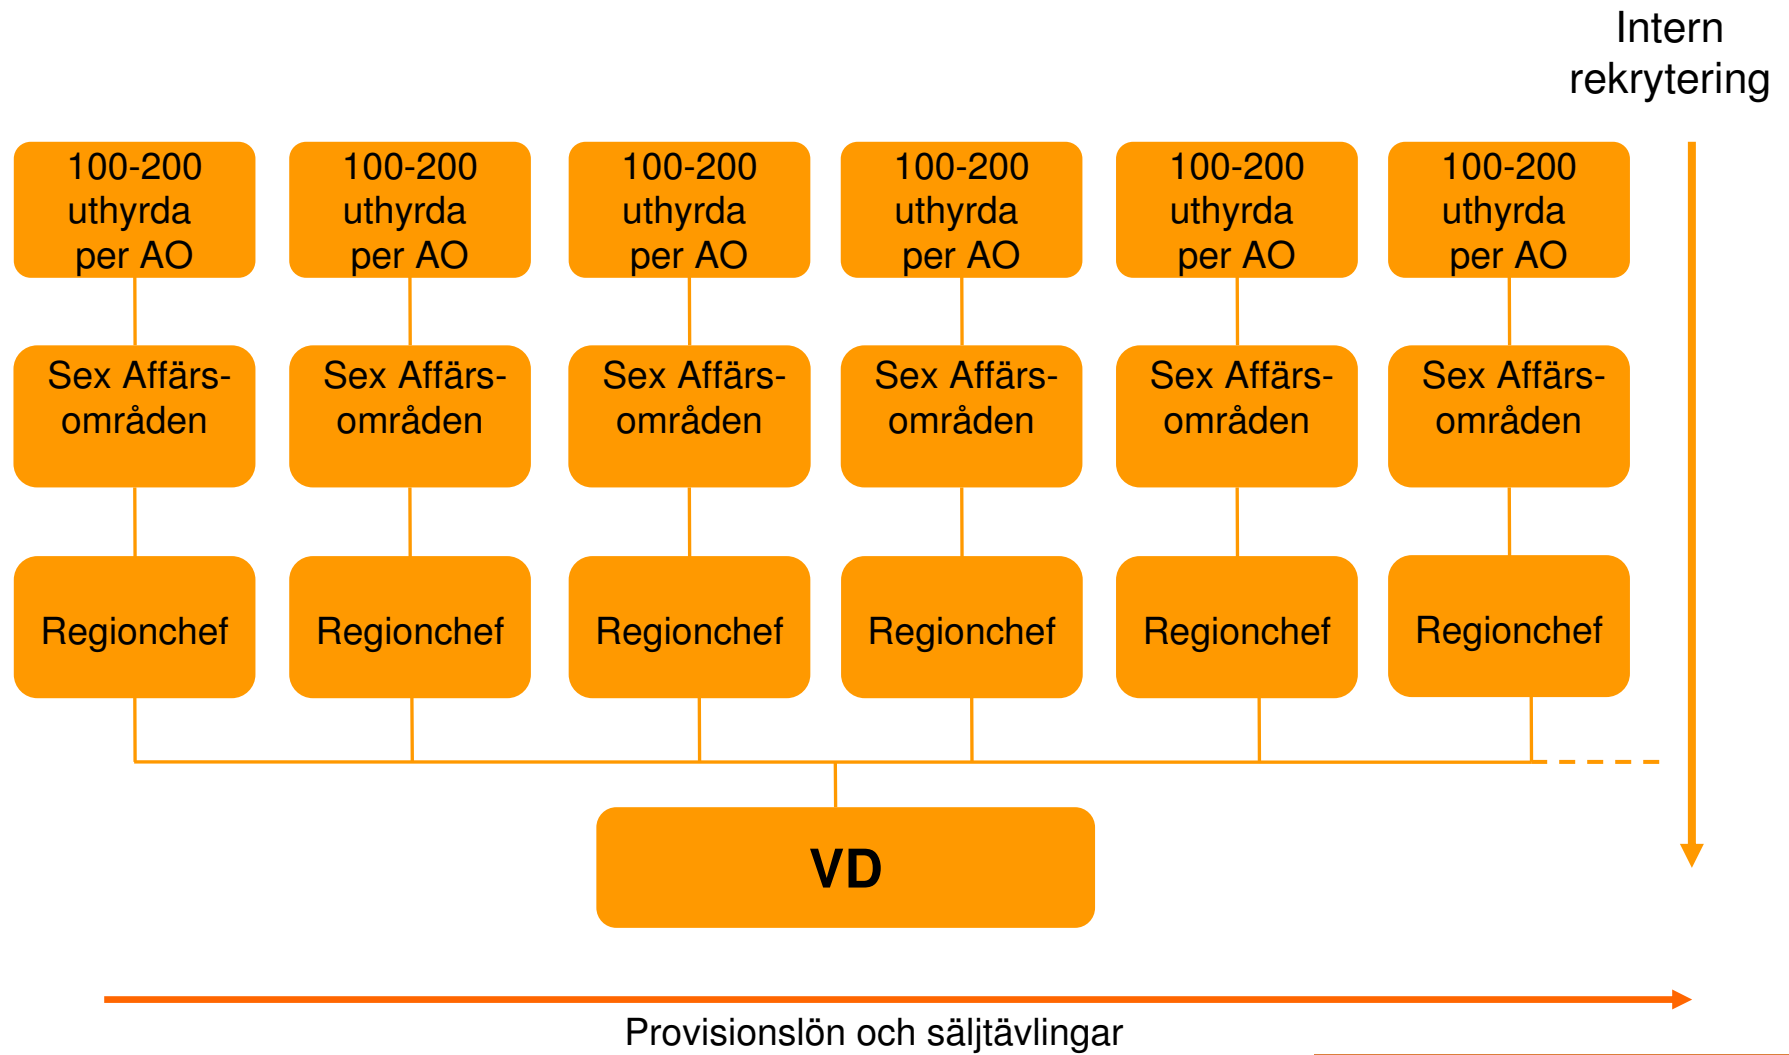 Intern
rekrytering
100-200
uthyrda
per AO
100-200
uthyrda
per AO
100-200
uthyrda
per AO
100-200
uthyrda
per AO
100-200
uthyrda
per AO
100-200
uthyrda
per AO
Sex Affärs-
områden
Sex Affärs-
områden
Sex Affärs-
områden
Sex Affärs-
områden
Sex Affärs-
områden
Sex Affärs-
områden
Regionchef
Regionchef
Regionchef
Regionchef
Regionchef
Regionchef
VD
Provisionslön och säljtävlingar